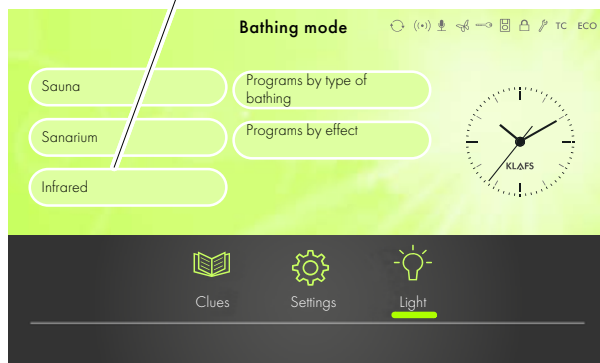 Bathing mode
TC ECO
Sauna
Programs by type of
bathing
Sanarium
Programs by effect
Infrared
KLAFS
Clues
Settings
Light